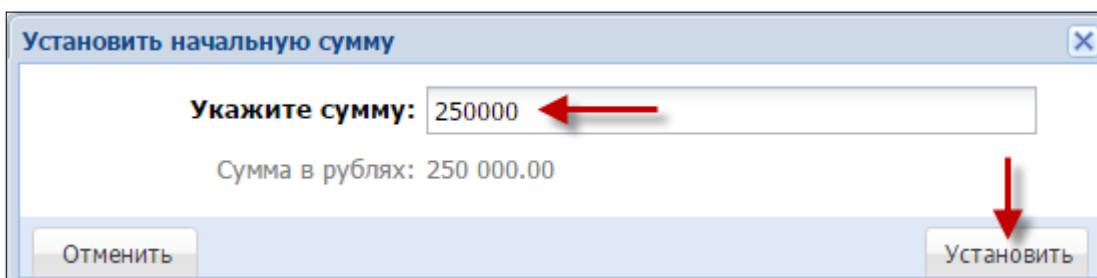 Установить начальную сумму
Укажите сумму: 250000
Сумма в рублях: 250 000.00
Отменить Установить